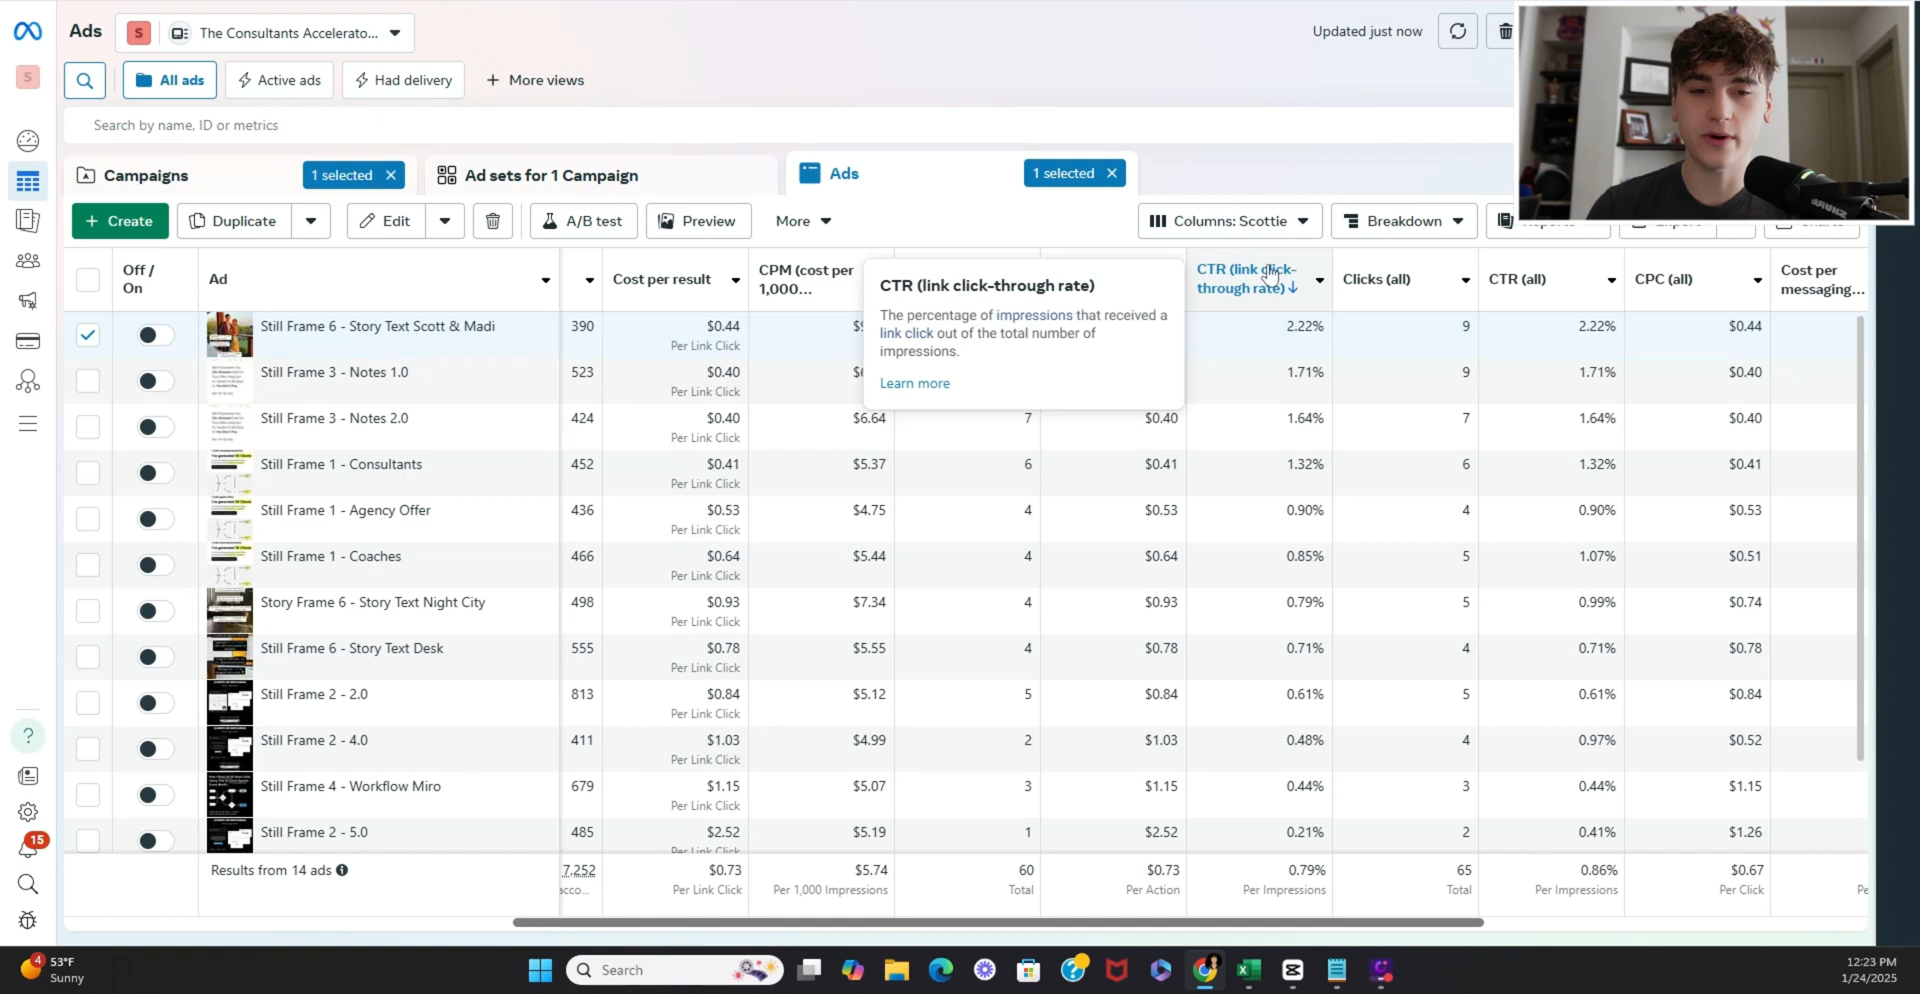 Ads
S
The Consultants Accelerato...
Updated just now
S
All ads
Active ads
Had delivery
+ More views
Search by name, ID or metrics
Campaigns
1 selected
Ad sets for 1 Campaign
Ads
1 selected
+ Create
Duplicate
Edit
A/B test
Preview
More
Columns: Scottie
Breakdown
Off / On
Ad
Cost per result
CPM (cost per 1,000...
CTR (link click-through rate)
Clicks (all)
CTR (all)
CPC (all)
Cost per messaging...
CTR (link click-through rate)
The percentage of impressions that received a
link click out of the total number of
impressions.
Learn more
Still Frame 6 - Story Text Scott & Madi 390 $0.44 2.22% 9 2.22% $0.44
Per Link Click
Still Frame 3 - Notes 1.0 523 $0.40 1.71% 9 1.71% $0.40
Per Link Click
Still Frame 3 - Notes 2.0 424 $0.40 $6.64 7 $0.40 1.64% 7 1.64% $0.40
Per Link Click
Still Frame 1 - Consultants 452 $0.41 $5.37 6 $0.41 1.32% 6 1.32% $0.41
Per Link Click
Still Frame 1 - Agency Offer 436 $0.53 $4.75 4 $0.53 0.90% 4 0.90% $0.53
Per Link Click
Still Frame 1 - Coaches 466 $0.64 $5.44 4 $0.64 0.85% 5 1.07% $0.51
Per Link Click
Story Frame 6 - Story Text Night City 498 $0.93 $7.34 4 $0.93 0.79% 5 0.99% $0.74
Per Link Click
Still Frame 6 - Story Text Desk 555 $0.78 $5.55 4 $0.78 0.71% 4 0.71% $0.78
Per Link Click
Still Frame 2 - 2.0 813 $0.84 $5.12 5 $0.84 0.61% 5 0.61% $0.84
Per Link Click
Still Frame 2 - 4.0 411 $1.03 $4.99 2 $1.03 0.48% 4 0.97% $0.52
Per Link Click
Still Frame 4 - Workflow Miro 679 $1.15 $5.07 3 $1.15 0.44% 3 0.44% $1.15
Per Link Click
Still Frame 2 - 5.0 485 $2.52 $5.19 1 $2.52 0.21% 2 0.41% $1.26
Per Link Click
Results from 14 ads 7,252 $0.73 $5.74 60 $0.73 0.79% 65 0.86% $0.67
acco... Per Link Click Per 1,000 Impressions Total Per Action Per Impressions Total Per Impressions Per Click Pe
15
4
53°F
Sunny
Search
12:23 PM
1/24/2025
SHURE